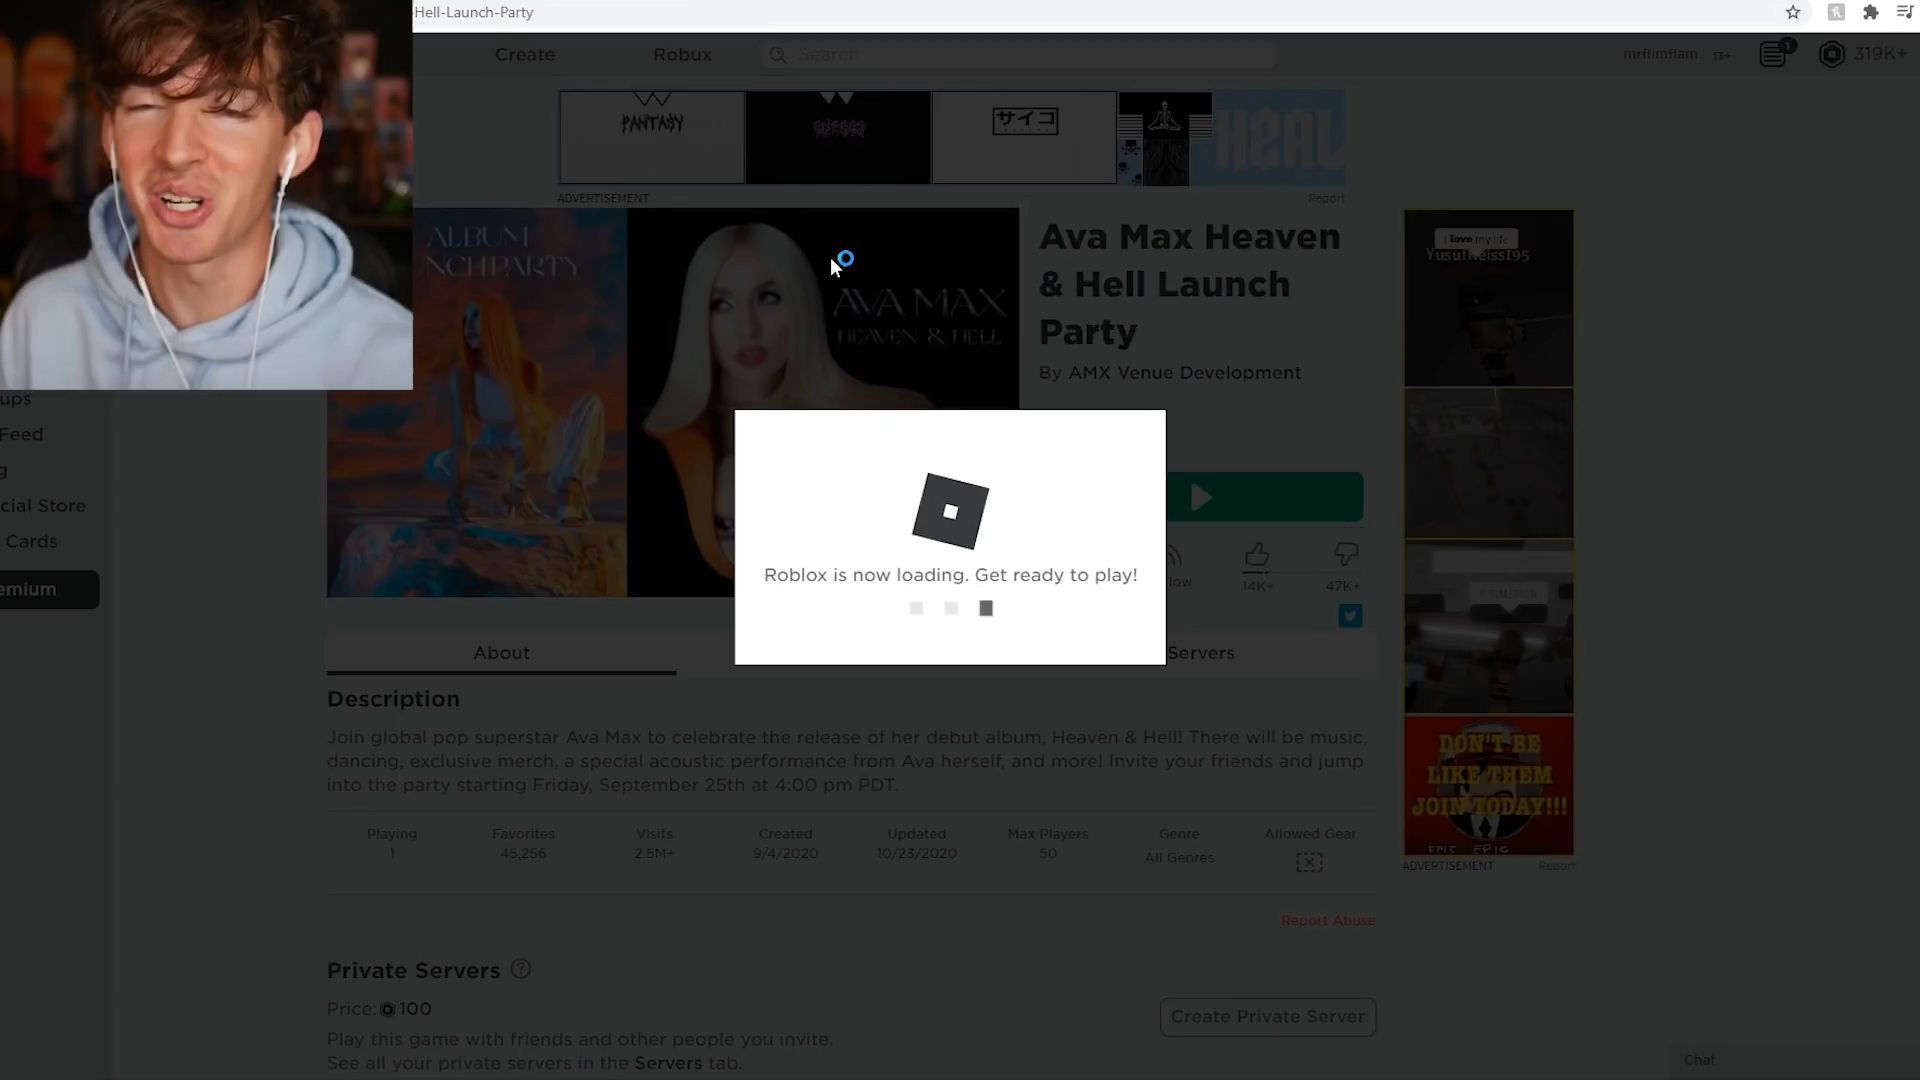 -Hell-Launch-Party
Create
Robux
Search
mrflimflam
13+
1
319K+
FANTASY
サイコ
HEAL
ADVERTISEMENT
Report
ALBUM
NCHPARTY
AVA MAX
HEAVEN & HELL
Ava Max Heaven
& Hell Launch
Party
By AMX Venue Development
i love my life
Yusufkeiss195
ups
Feed
g
cial Store
Cards
emium
Roblox is now loading. Get ready to play!
low
14K+
47K+
About
Servers
DON'T BE
LIKE THEM
JOIN TODAY!!!
EPIC EPIC
ADVERTISEMENT
Report
Description
Join global pop superstar Ava Max to celebrate the release of her debut album, Heaven & Hell! There will be music,
dancing, exclusive merch, a special acoustic performance from Ava herself, and more! Invite your friends and jump
into the party starting Friday, September 25th at 4:00 pm PDT.
Playing Favorites Visits Created Updated Max Players Genre Allowed Gear
1 45,256 2.5M+ 9/4/2020 10/23/2020 50 All Genres
Report Abuse
Private Servers
Price: 100
Create Private Server
Play this game with friends and other people you invite.
See all your private servers in the Servers tab.
Chat